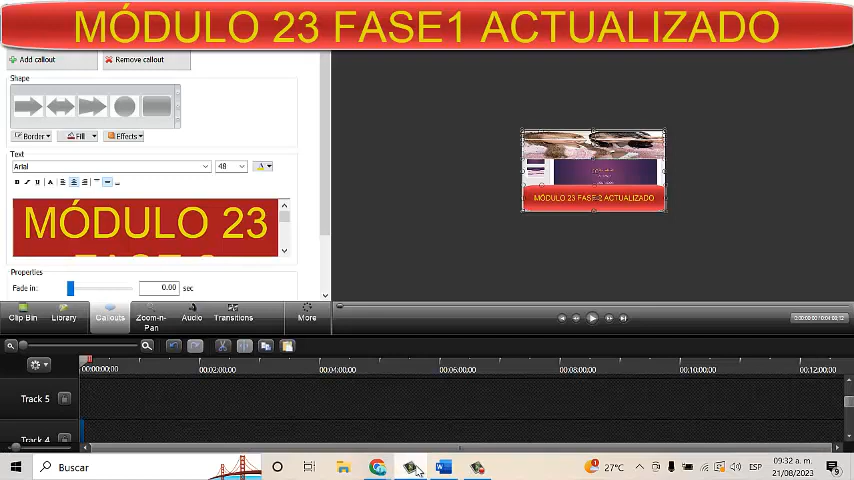 MÓDULO 23 FASE1 ACTUALIZADO
Add callout
Remove callout
Shape
Border
Fill
Effects
Text
Arial
48
A
MÓDULO 23
MÓDULO 23 FASE 2 ACTUALIZADO
Properties
Fade in:
0.00
sec
Clip Bin
Library
Callouts
Zoom-n-Pan
Audio
Transitions
More
00:00:00;00
00:02:00;00
00:04:00;00
00:06:00;00
00:08:00;00
00:10:00;00
00:12:00;00
Track 5
Track 4
Buscar
27°C
ESP
09:32 a. m.
21/08/2023